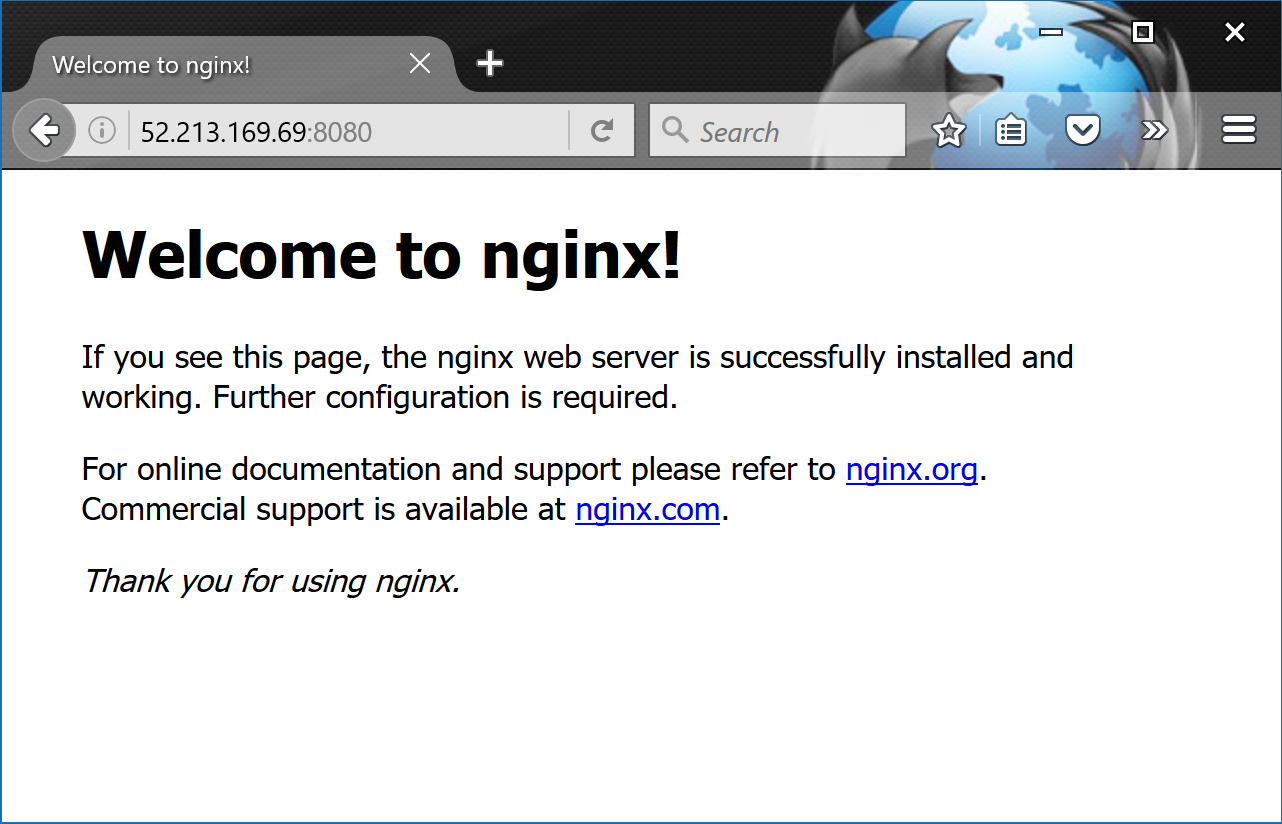 Welcome to nginx!
52.213.169.69:8080
Search
Welcome to nginx!
If you see this page, the nginx web server is successfully installed and
working. Further configuration is required.
For online documentation and support please refer to nginx.org.
Commercial support is available at nginx.com.
Thank you for using nginx.